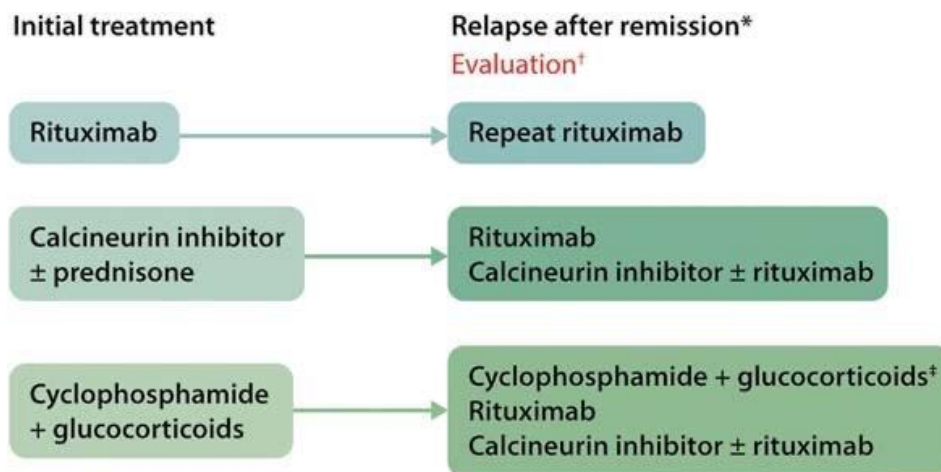 Initial treatment
Relapse after remission*
Evaluation†
Rituximab
Repeat rituximab
Calcineurin inhibitor
± prednisone
Rituximab
Calcineurin inhibitor ± rituximab
Cyclophosphamide
+ glucocorticoids
Cyclophosphamide + glucocorticoids‡
Rituximab
Calcineurin inhibitor ± rituximab